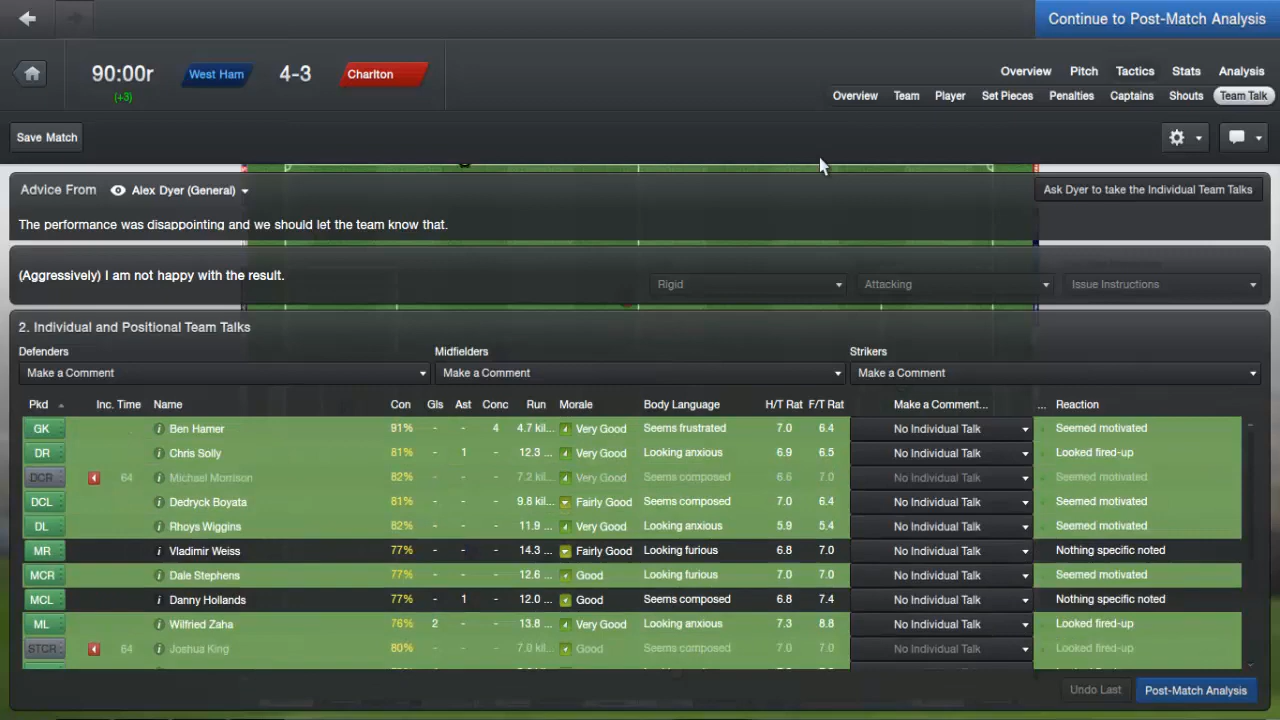 Continue to Post-Match Analysis
90:00r
(+3)
West Ham
4-3
Charlton
Overview Pitch Tactics Stats Analysis
Overview Team Player Set Pieces Penalties Captains Shouts Team Talk
Save Match
Advice From Alex Dyer (General)
Ask Dyer to take the Individual Team Talks
The performance was disappointing and we should let the team know that.
(Aggressively) I am not happy with the result.
Rigid Attacking Issue Instructions
2. Individual and Positional Team Talks
Defenders Midfielders Strikers
Make a Comment Make a Comment Make a Comment
Pkd Inc. Time Name Con Gls Ast Conc Run Morale Body Language H/T Rat F/T Rat Make a Comment... ... Reaction
GK Ben Hamer 91% - - 4 4.7 kil... Very Good Seems frustrated 7.0 6.4 No Individual Talk Seemed motivated
DR Chris Solly 81% - 1 - 12.3 ... Very Good Looking anxious 6.9 6.5 No Individual Talk Looked fired-up
DCR 64 Michael Morrison 82% - - - 7.2 kil... Very Good Seems composed 6.6 7.0 No Individual Talk Seemed motivated
DCL Dedryck Boyata 81% - - - 9.8 kil... Fairly Good Seems composed 7.0 6.4 No Individual Talk Seemed motivated
DL Rhoys Wiggins 82% - - - 11.9 ... Very Good Looking anxious 5.9 5.4 No Individual Talk Seemed motivated
MR Vladimir Weiss 77% - - - 14.3 ... Fairly Good Looking furious 6.8 7.0 No Individual Talk Nothing specific noted
MCR Dale Stephens 77% - - - 12.6 ... Good Looking furious 7.0 7.0 No Individual Talk Seemed motivated
MCL Danny Hollands 77% - 1 - 12.0 ... Good Seems composed 6.8 7.4 No Individual Talk Nothing specific noted
ML Wilfried Zaha 76% 2 - - 13.8 ... Very Good Looking anxious 7.3 8.8 No Individual Talk Looked fired-up
STCR 64 Joshua King 80% - - - 7.0 kil... Good Seems composed 6.8 6.8 No Individual Talk Looked fired-up
Undo Last Post-Match Analysis